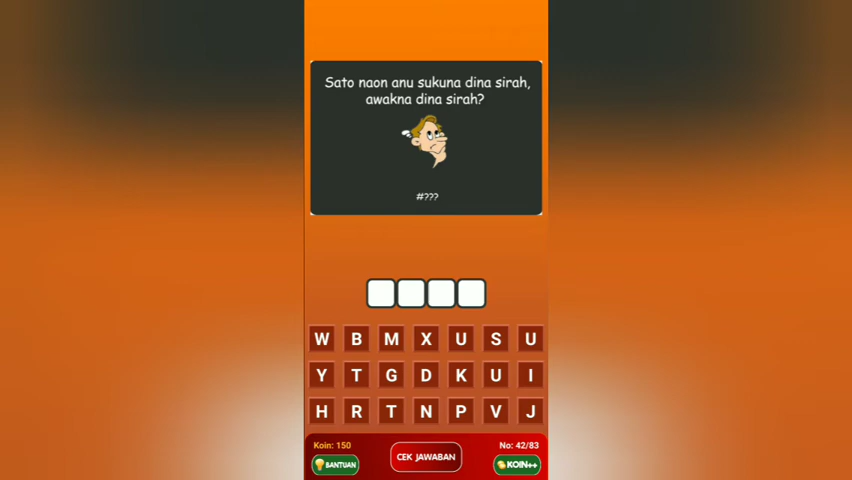 Sato naon anu sukuna dina sirah,
awakna dina sirah?
#???
W B M X U S U
Y T G D K U I
H R T N P V J
Koin: 150
No: 42/83
BANTUAN
CEK JAWABAN
KOIN++